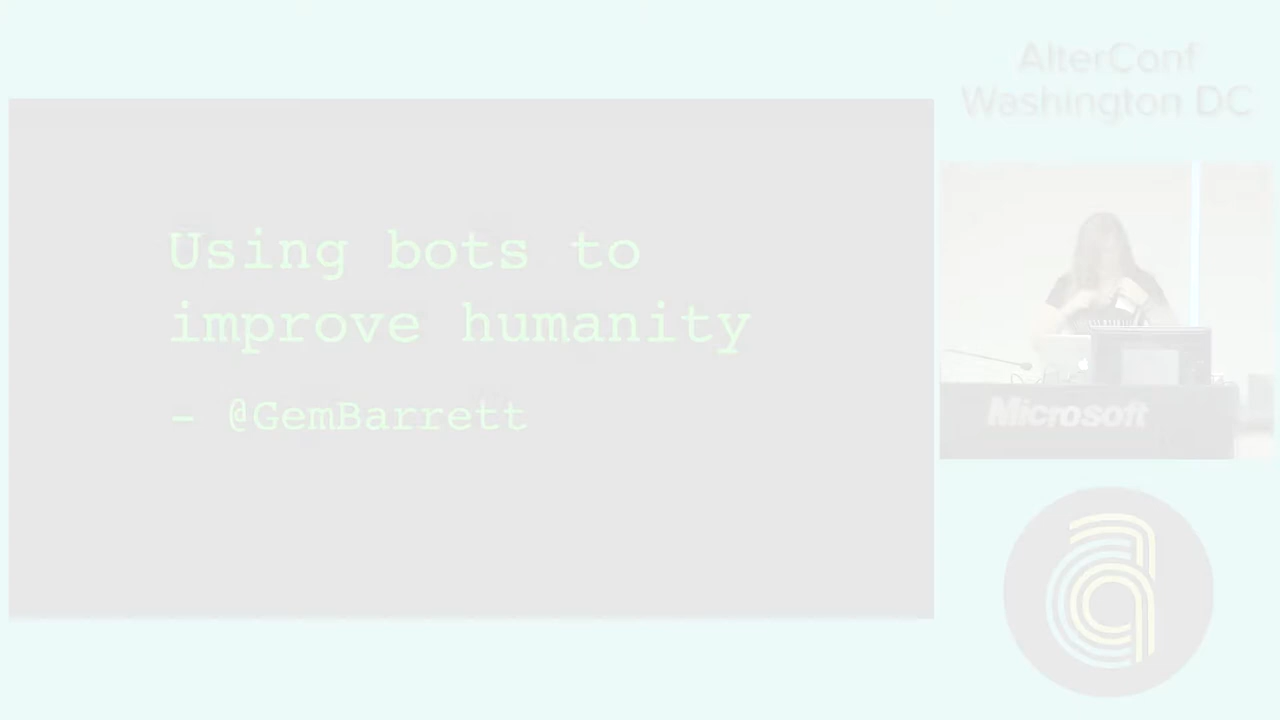 AlterConf
Washington DC
Using bots to
improve humanity
- @GemBarrett
Microsoft